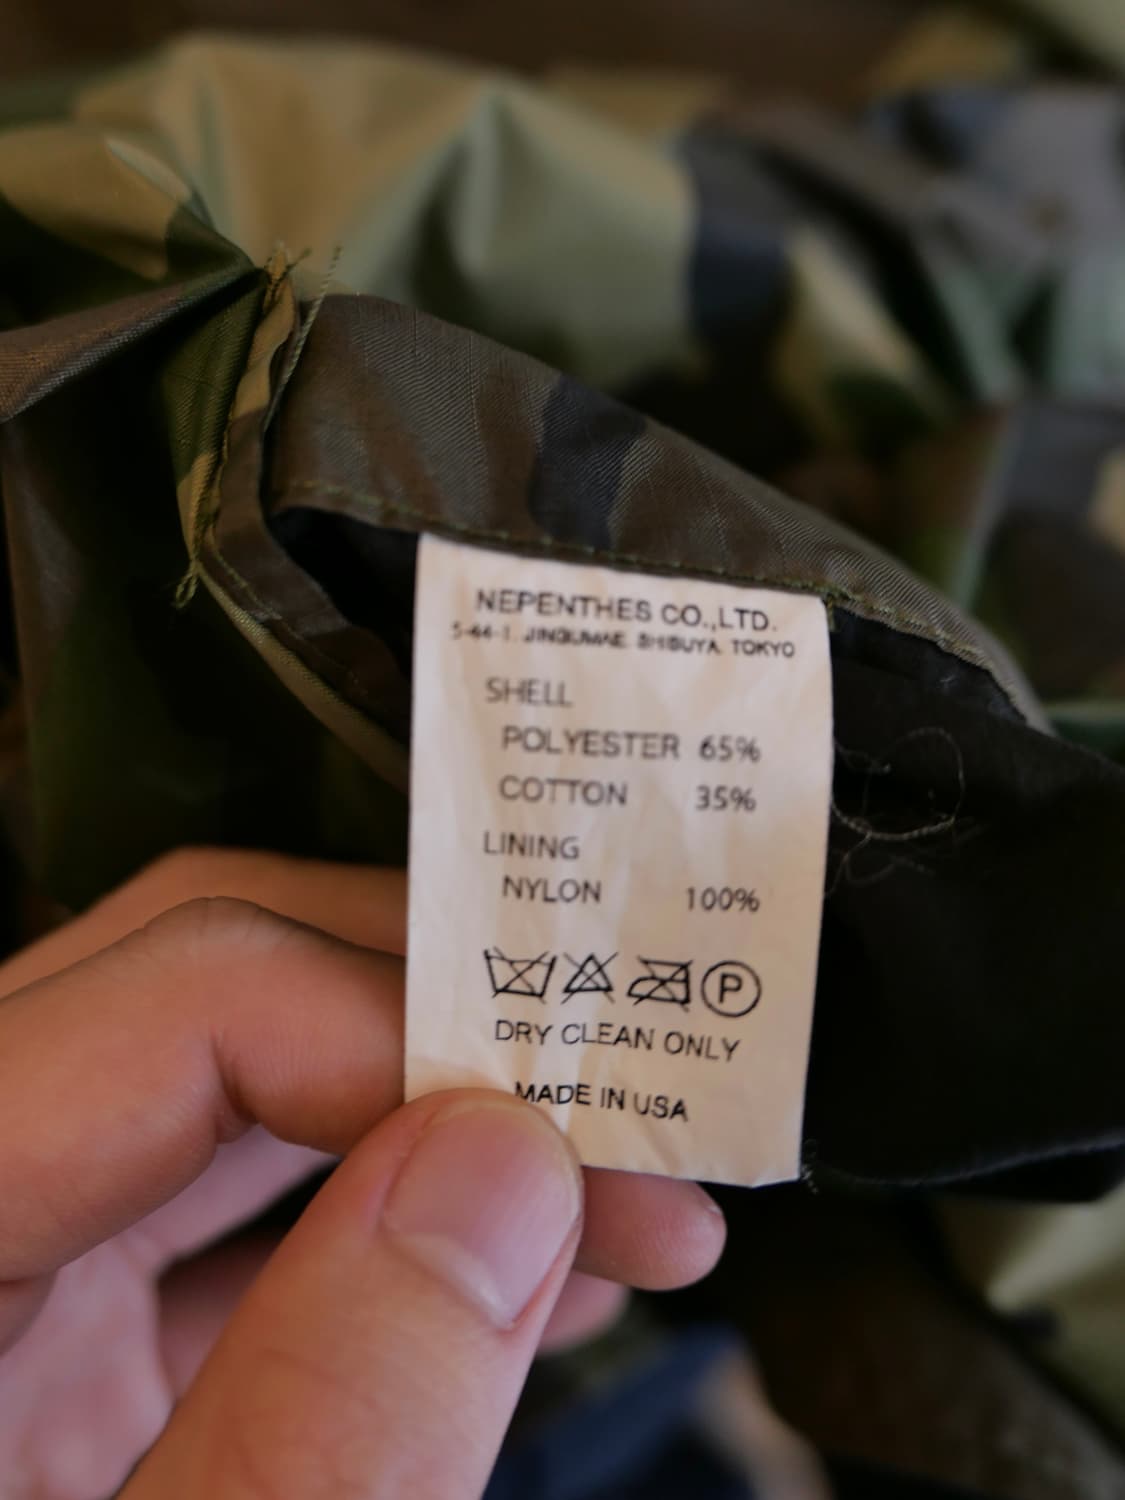 NEPENTHES CO.,LTD.
5-44-1 JINGUMAE SHIBUYA TOKYO
SHELL
POLYESTER 65%
COTTON 35%
LINING
NYLON 100%
P
DRY CLEAN ONLY
MADE IN USA